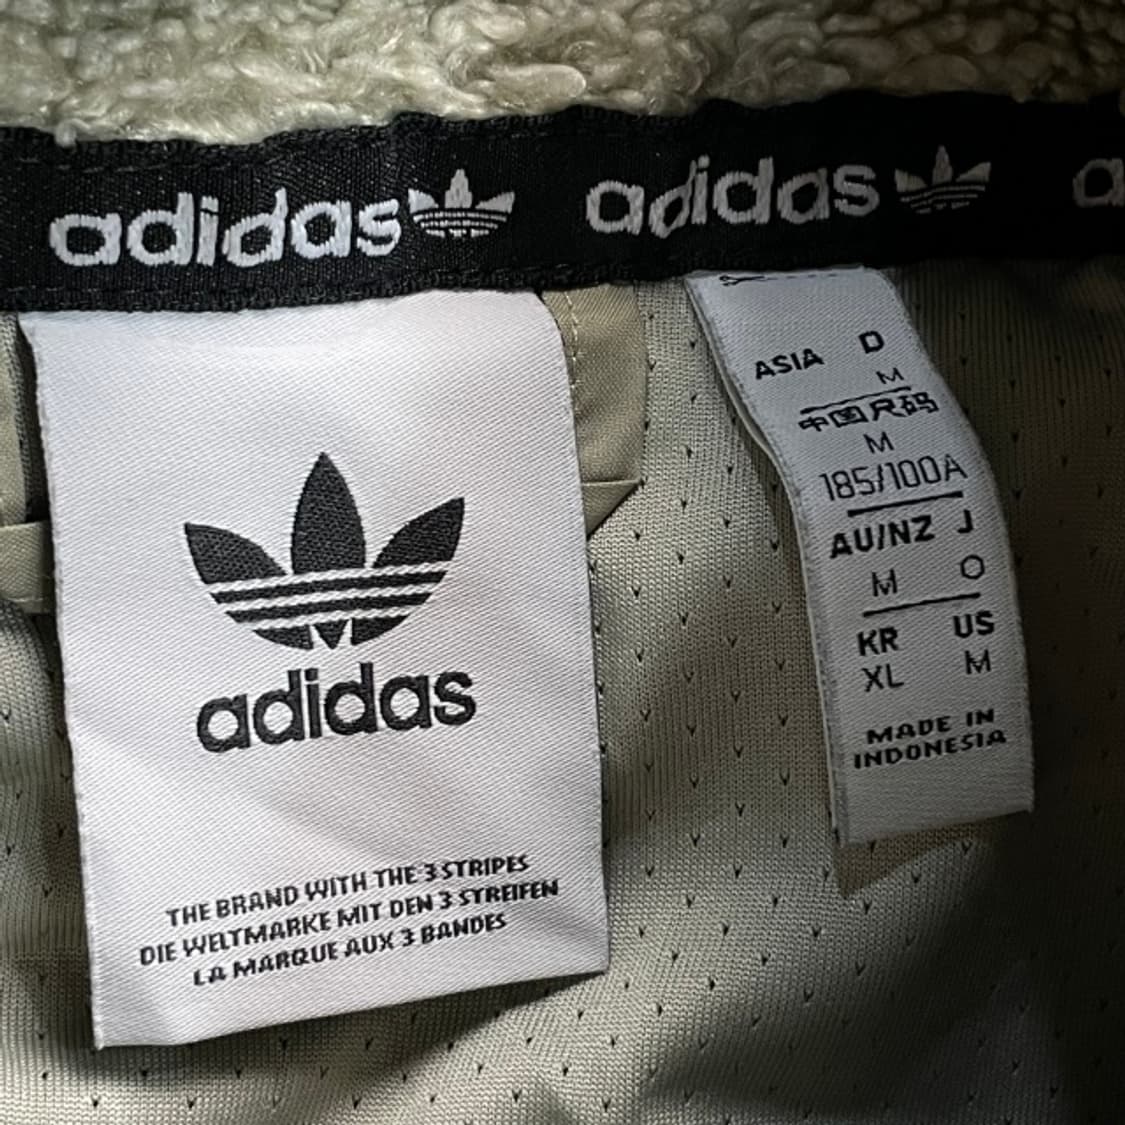 adidas adidas a
adidas
THE BRAND WITH THE 3 STRIPES
DIE WELTMARKE MIT DEN 3 STREIFEN
LA MARQUE AUX 3 BANDES
ASIA D
M
中国尺码
M
185/100A
AU/NZ J
M O
KR US
XL M
MADE IN
INDONESIA